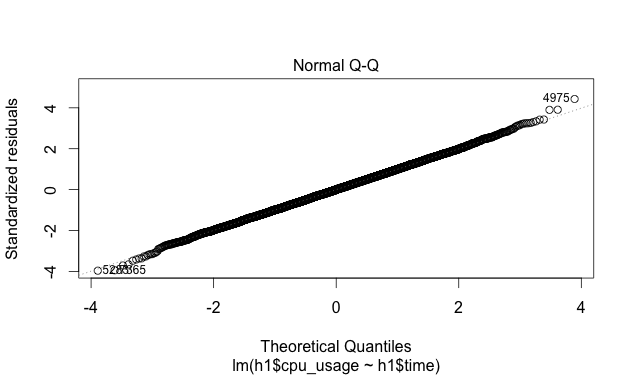 Normal Q-Q
Standardized residuals
4
2
0
-2
-4
4975
-4
-2
0
2
4
Theoretical Quantiles
lm(h1$cpu_usage ~ h1$time)